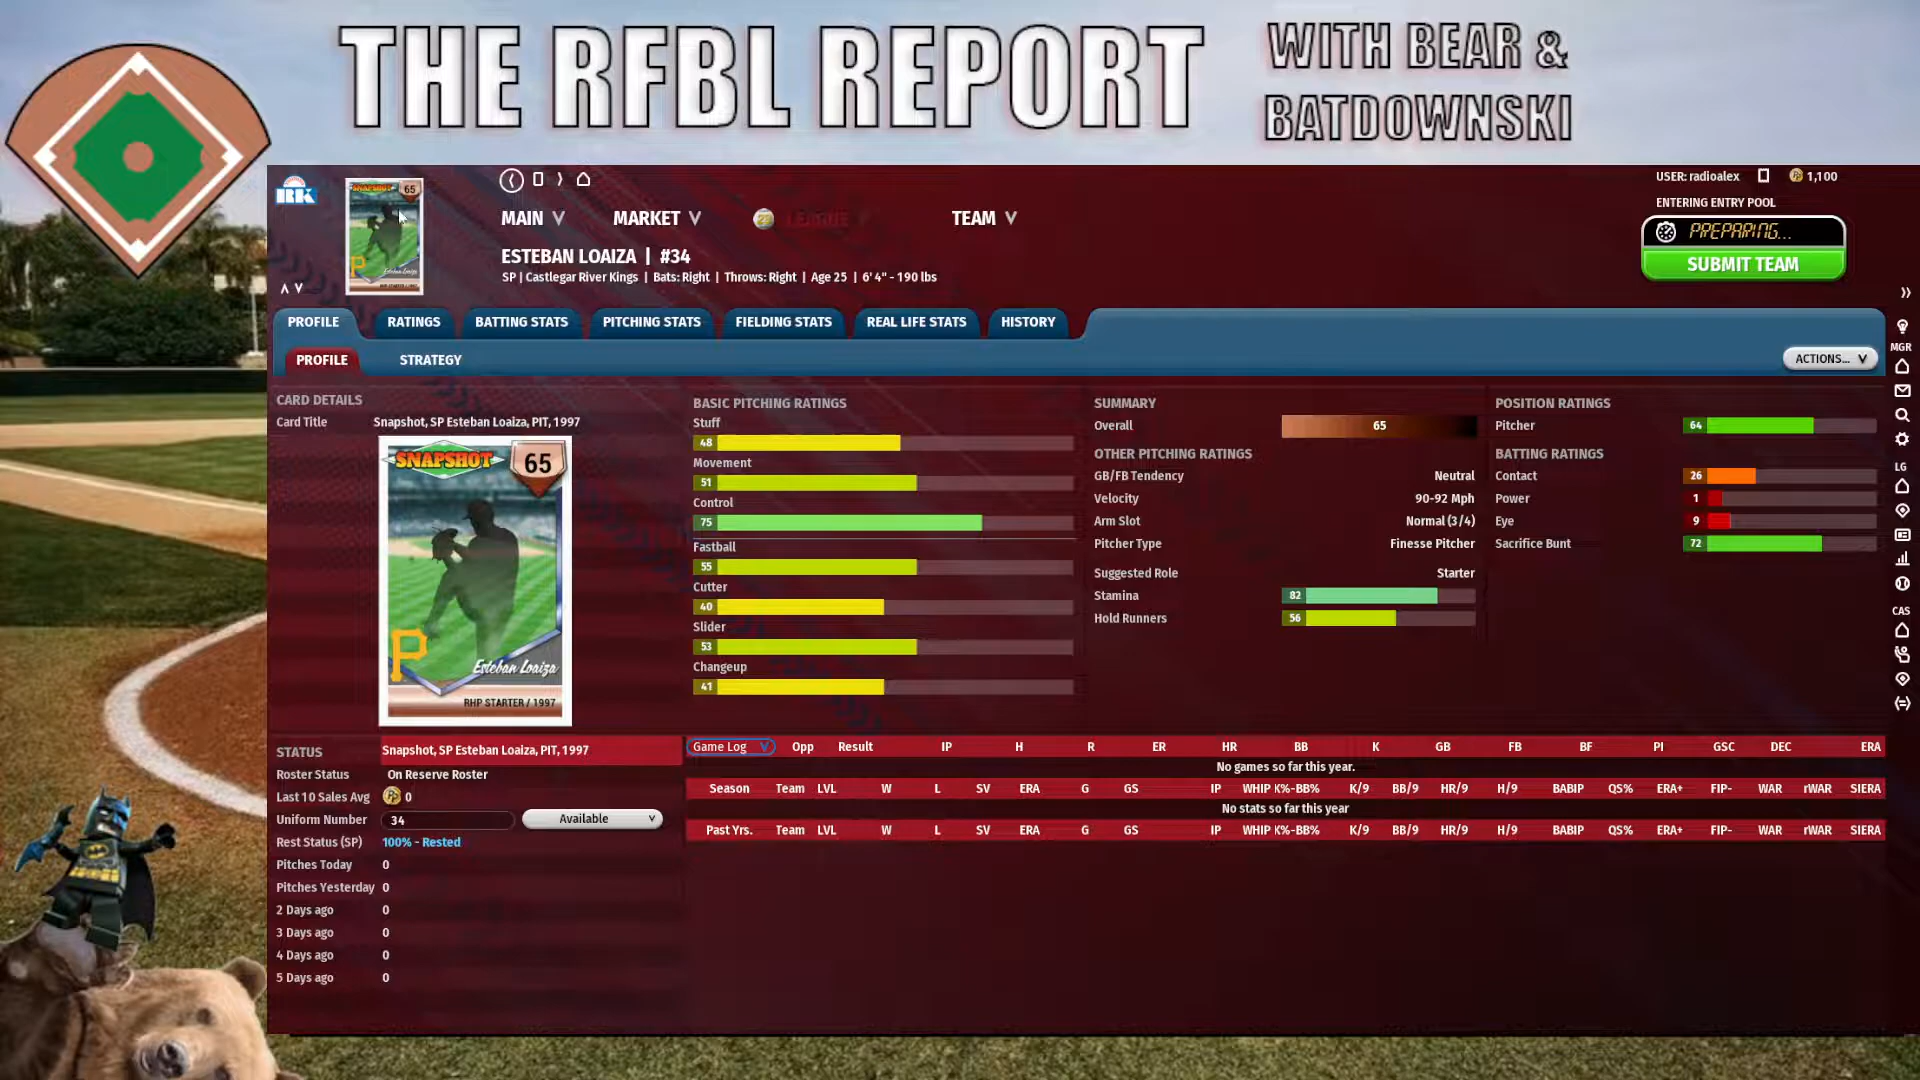 THE RFBL REPORT
WITH BEAR &
BATDOWNSKI
USER: radioalex 1,100
MAIN MARKET LEAGUE TEAM
ENTERING ENTRY POOL
PREPARING...
SUBMIT TEAM
ESTEBAN LOAIZA | #34
SP | Castlegar River Kings | Bats: Right | Throws: Right | Age 25 | 6' 4" - 190 lbs
PROFILE RATINGS BATTING STATS PITCHING STATS FIELDING STATS REAL LIFE STATS HISTORY
PROFILE STRATEGY ACTIONS...
CARD DETAILS
Card Title Snapshot, SP Esteban Loaiza, PIT, 1997
SNAPSHOT 65
P
Esteban Loaiza
RHP STARTER / 1997
BASIC PITCHING RATINGS
Stuff
48
Movement
51
Control
75
Fastball
55
Cutter
40
Slider
53
Changeup
41
SUMMARY
Overall 65
OTHER PITCHING RATINGS
GB/FB Tendency Neutral
Velocity 90-92 Mph
Arm Slot Normal (3/4)
Pitcher Type Finesse Pitcher
Suggested Role Starter
Stamina 82
Hold Runners 56
POSITION RATINGS
Pitcher 64
BATTING RATINGS
Contact 26
Power 1
Eye 9
Sacrifice Bunt 72
MGR
LG
CAS
STATUS Snapshot, SP Esteban Loaiza, PIT, 1997
Roster Status On Reserve Roster
Last 10 Sales Avg 0
Uniform Number 34 Available
Rest Status (SP) 100% - Rested
Pitches Today 0
Pitches Yesterday 0
2 Days ago 0
3 Days ago 0
4 Days ago 0
5 Days ago 0
Game Log Opp Result IP H R ER HR BB K GB FB BF PI GSC DEC ERA
No games so far this year.
Season Team LVL W L SV ERA G GS IP WHIP K%-BB% K/9 BB/9 HR/9 H/9 BABIP QS% ERA+ FIP- WAR rWAR SIERA
No stats so far this year
Past Yrs. Team LVL W L SV ERA G GS IP WHIP K%-BB% K/9 BB/9 HR/9 H/9 BABIP QS% ERA+ FIP- WAR rWAR SIERA